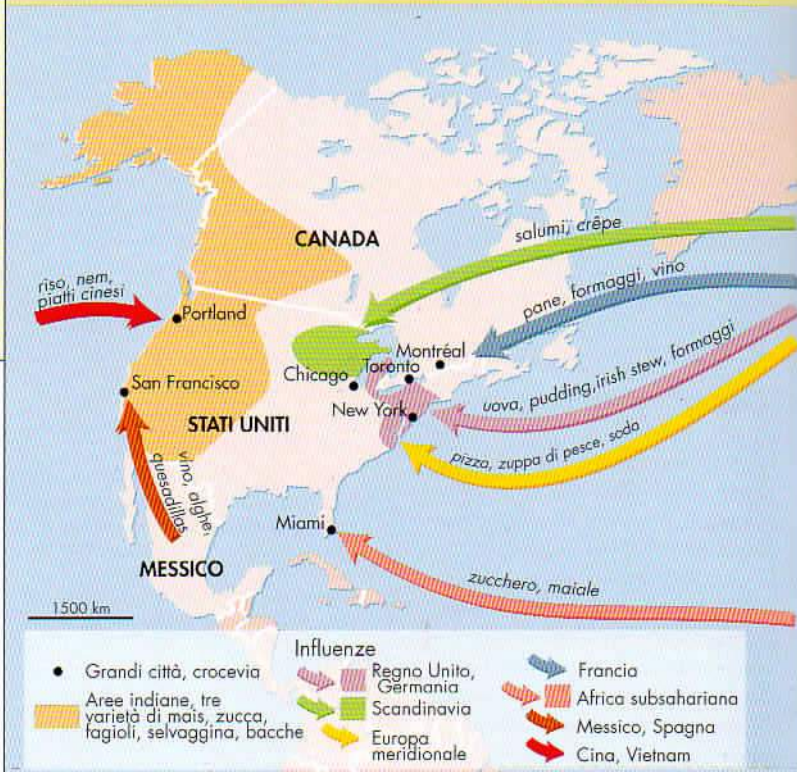 CANADA
salumi, crêpe
riso, nem,
piatti cinesi
pane, formaggi, vino
Portland
Montréal
Toronto
Chicago
San Francisco
uova, pudding, irish stew, formaggi
New York
STATI UNITI
pizza, zuppa di pesce, soda
vino, alghe,
quesadillas
Miami
MESSICO
zucchero, maiale
1500 km
Grandi città, crocevia
Aree indiane, tre
varietà di mais, zucca,
fagioli, selvaggina, bacche
Influenze
Regno Unito,
Germania
Scandinavia
Europa
meridionale
Francia
Africa subsahariana
Messico, Spagna
Cina, Vietnam